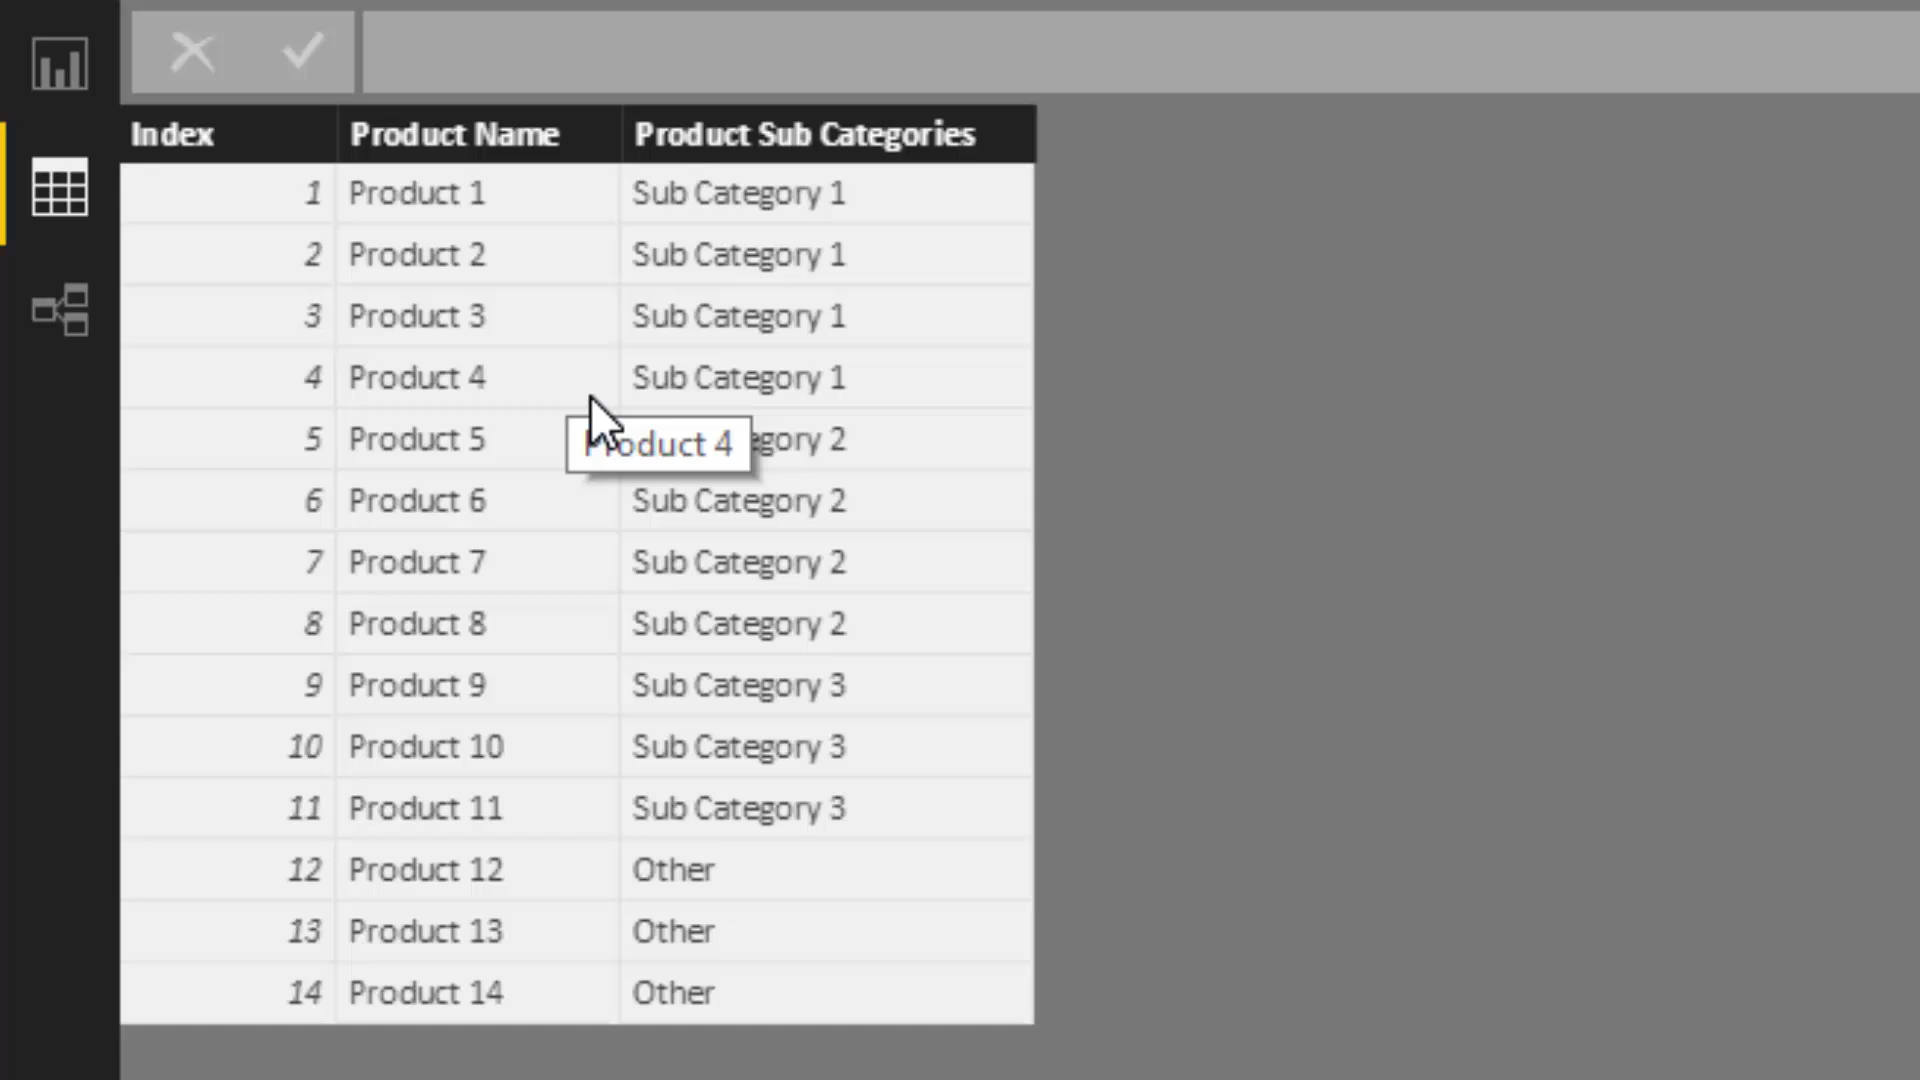 Index Product Name Product Sub Categories
1 Product 1 Sub Category 1
2 Product 2 Sub Category 1
3 Product 3 Sub Category 1
4 Product 4 Sub Category 1
5 Product 5 egory 2
Product 4
6 Product 6 Sub Category 2
7 Product 7 Sub Category 2
8 Product 8 Sub Category 2
9 Product 9 Sub Category 3
10 Product 10 Sub Category 3
11 Product 11 Sub Category 3
12 Product 12 Other
13 Product 13 Other
14 Product 14 Other